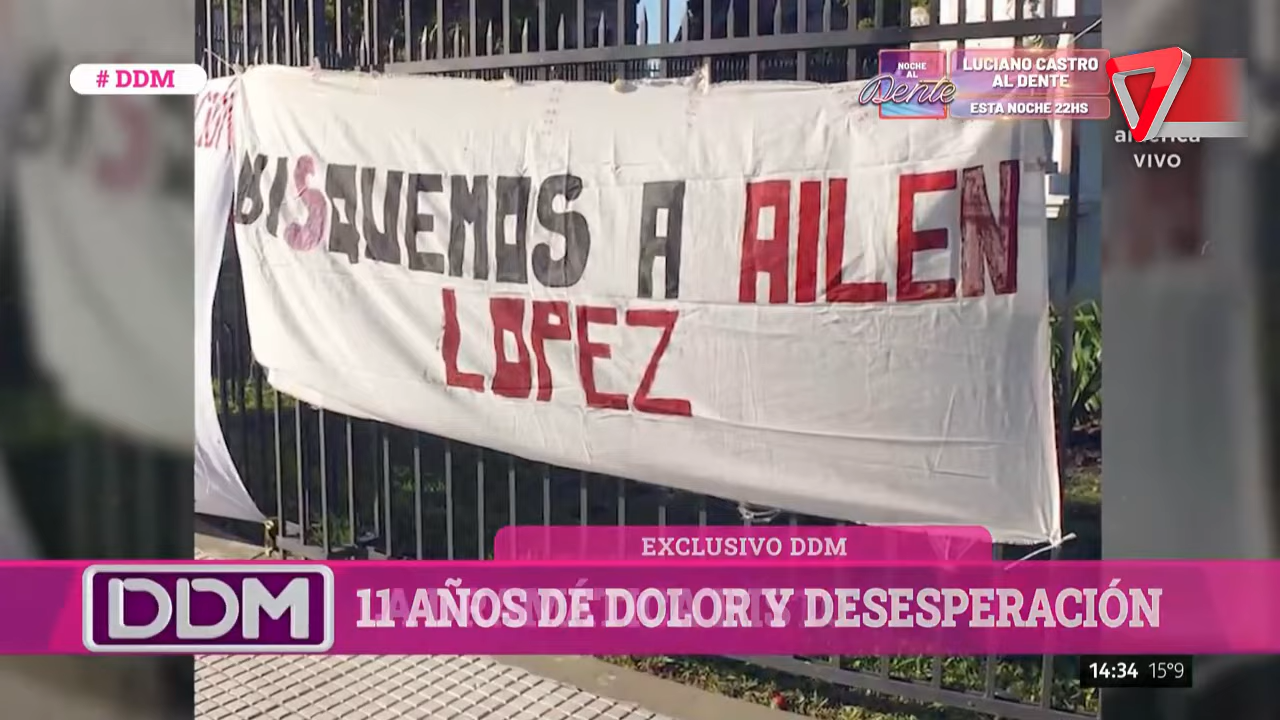 # DDM
NOCHE
AL
Dente
LUCIANO CASTRO
AL DENTE
ESTA NOCHE 22HS
américa
VIVO
BUSQUEMOS A AILEN
LOPEZ
EXCLUSIVO DDM
DDM
11 AÑOS DE DOLOR Y DESESPERACIÓN
14:34 15°9